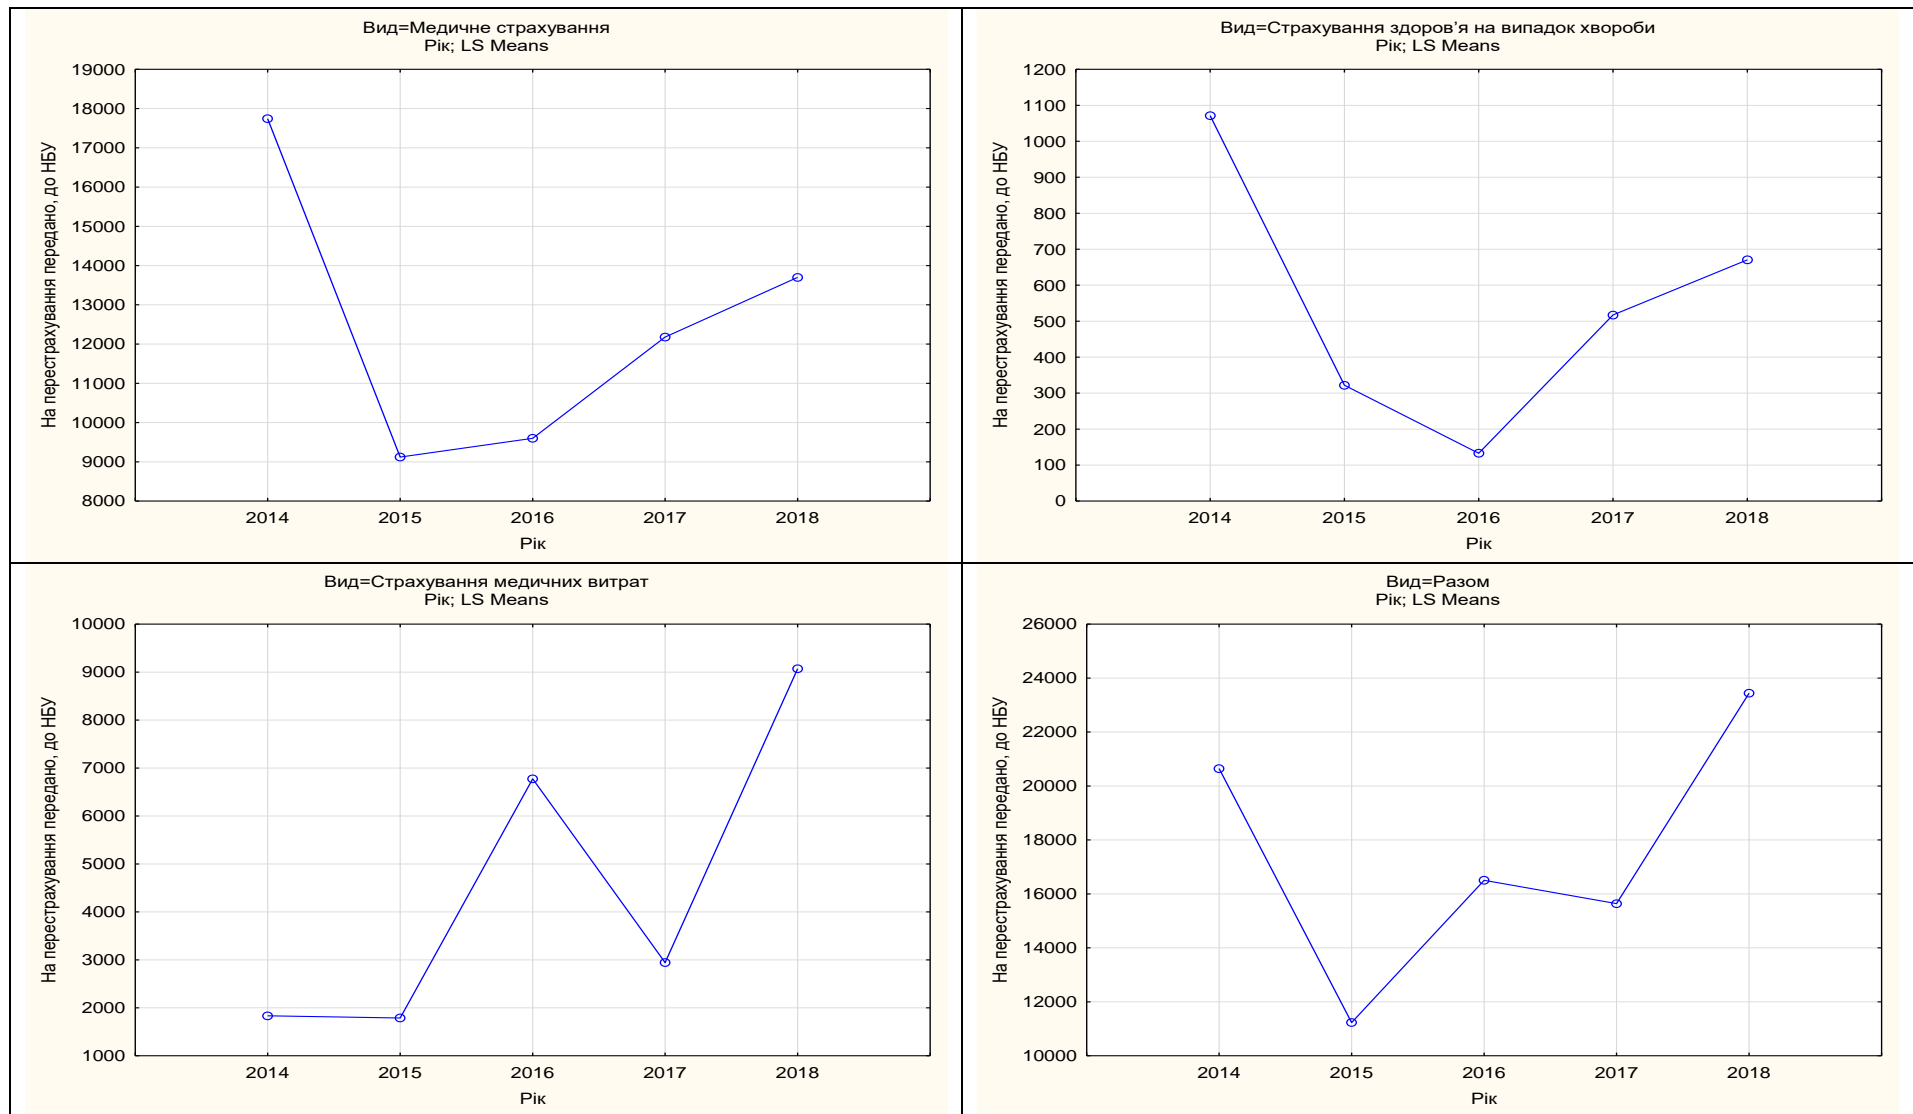 Вид=Медичне страхування
Рік; LS Means
19000
18000
17000
16000
15000
14000
13000
12000
11000
10000
9000
8000
На перестрахування передано, до НБУ
2014 2015 2016 2017 2018
Рік
Вид=Страхування здоров’я на випадок хвороби
Рік; LS Means
1200
1100
1000
900
800
700
600
500
400
300
200
100
0
На перестрахування передано, до НБУ
2014 2015 2016 2017 2018
Рік
Вид=Страхування медичних витрат
Рік; LS Means
10000
9000
8000
7000
6000
5000
4000
3000
2000
1000
На перестрахування передано, до НБУ
2014 2015 2016 2017 2018
Рік
Вид=Разом
Рік; LS Means
26000
24000
22000
20000
18000
16000
14000
12000
10000
На перестрахування передано, до НБУ
2014 2015 2016 2017 2018
Рік